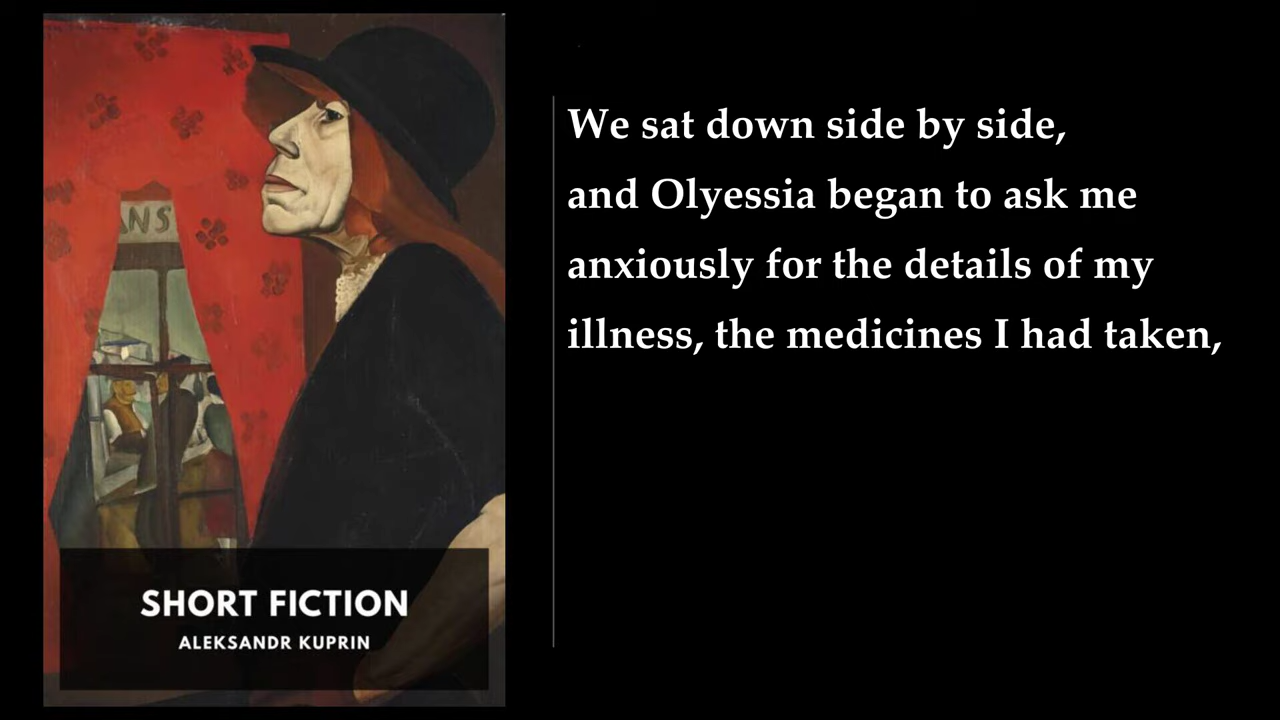 ANS
SHORT FICTION
ALEKSANDR KUPRIN
We sat down side by side,
and Olyessia began to ask me
anxiously for the details of my
illness, the medicines I had taken,